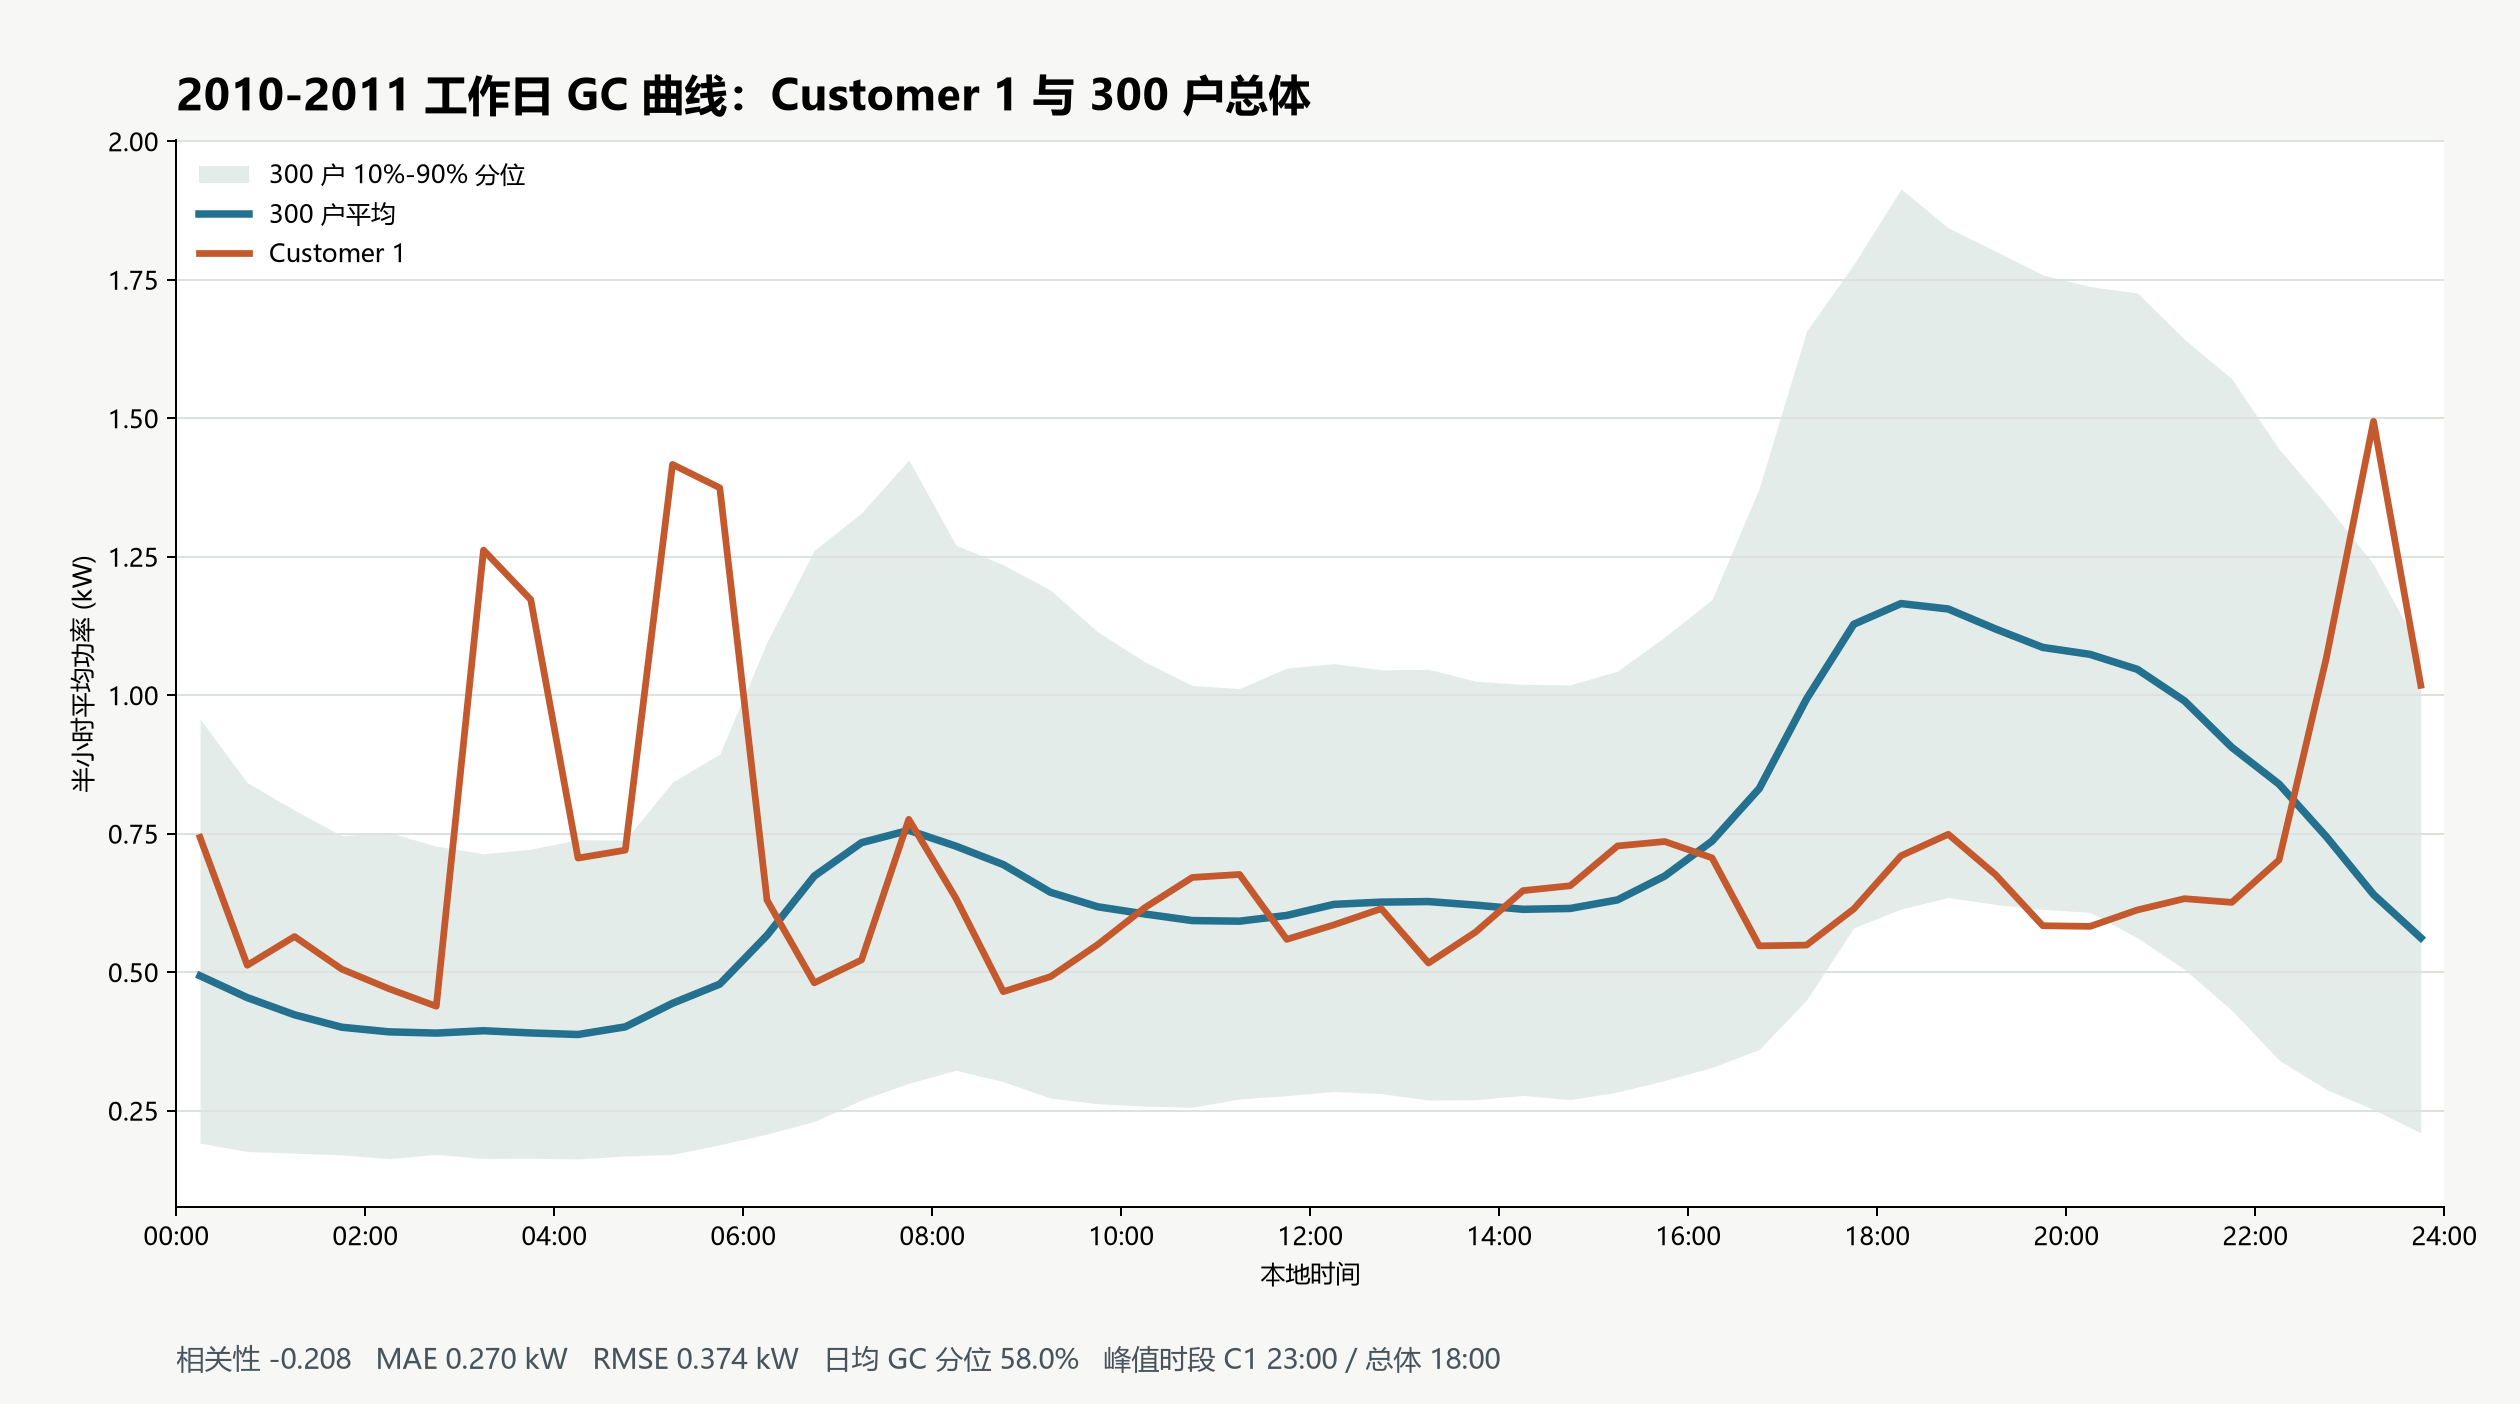 2010-2011 工作日 GC 曲线：Customer 1 与 300 户总体
300 户 10%-90% 分位
300 户平均
Customer 1
半小时平均功率 (kW)
2.00
1.75
1.50
1.25
1.00
0.75
0.50
0.25
00:00 02:00 04:00 06:00 08:00 10:00 12:00 14:00 16:00 18:00 20:00 22:00 24:00
本地时间
相关性 -0.208 MAE 0.270 kW RMSE 0.374 kW 日均 GC 分位 58.0% 峰值时段 C1 23:00 / 总体 18:00